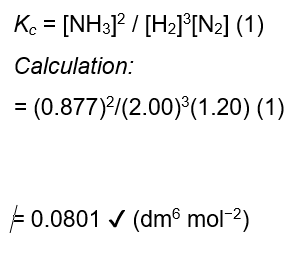 Kc = [NH₃]² / [H₂]³[N₂] (1)
Calculation:
= (0.877)²/(2.00)³(1.20) (1)
= 0.0801 ✓ (dm⁶ mol⁻²)